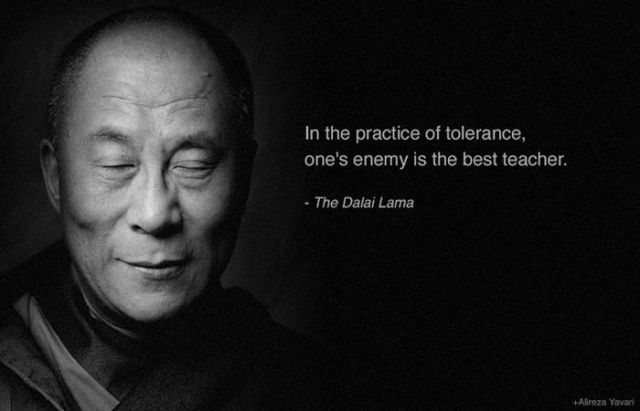 In the practice of tolerance,
one's enemy is the best teacher.
- The Dalai Lama
+Alireza Yavari